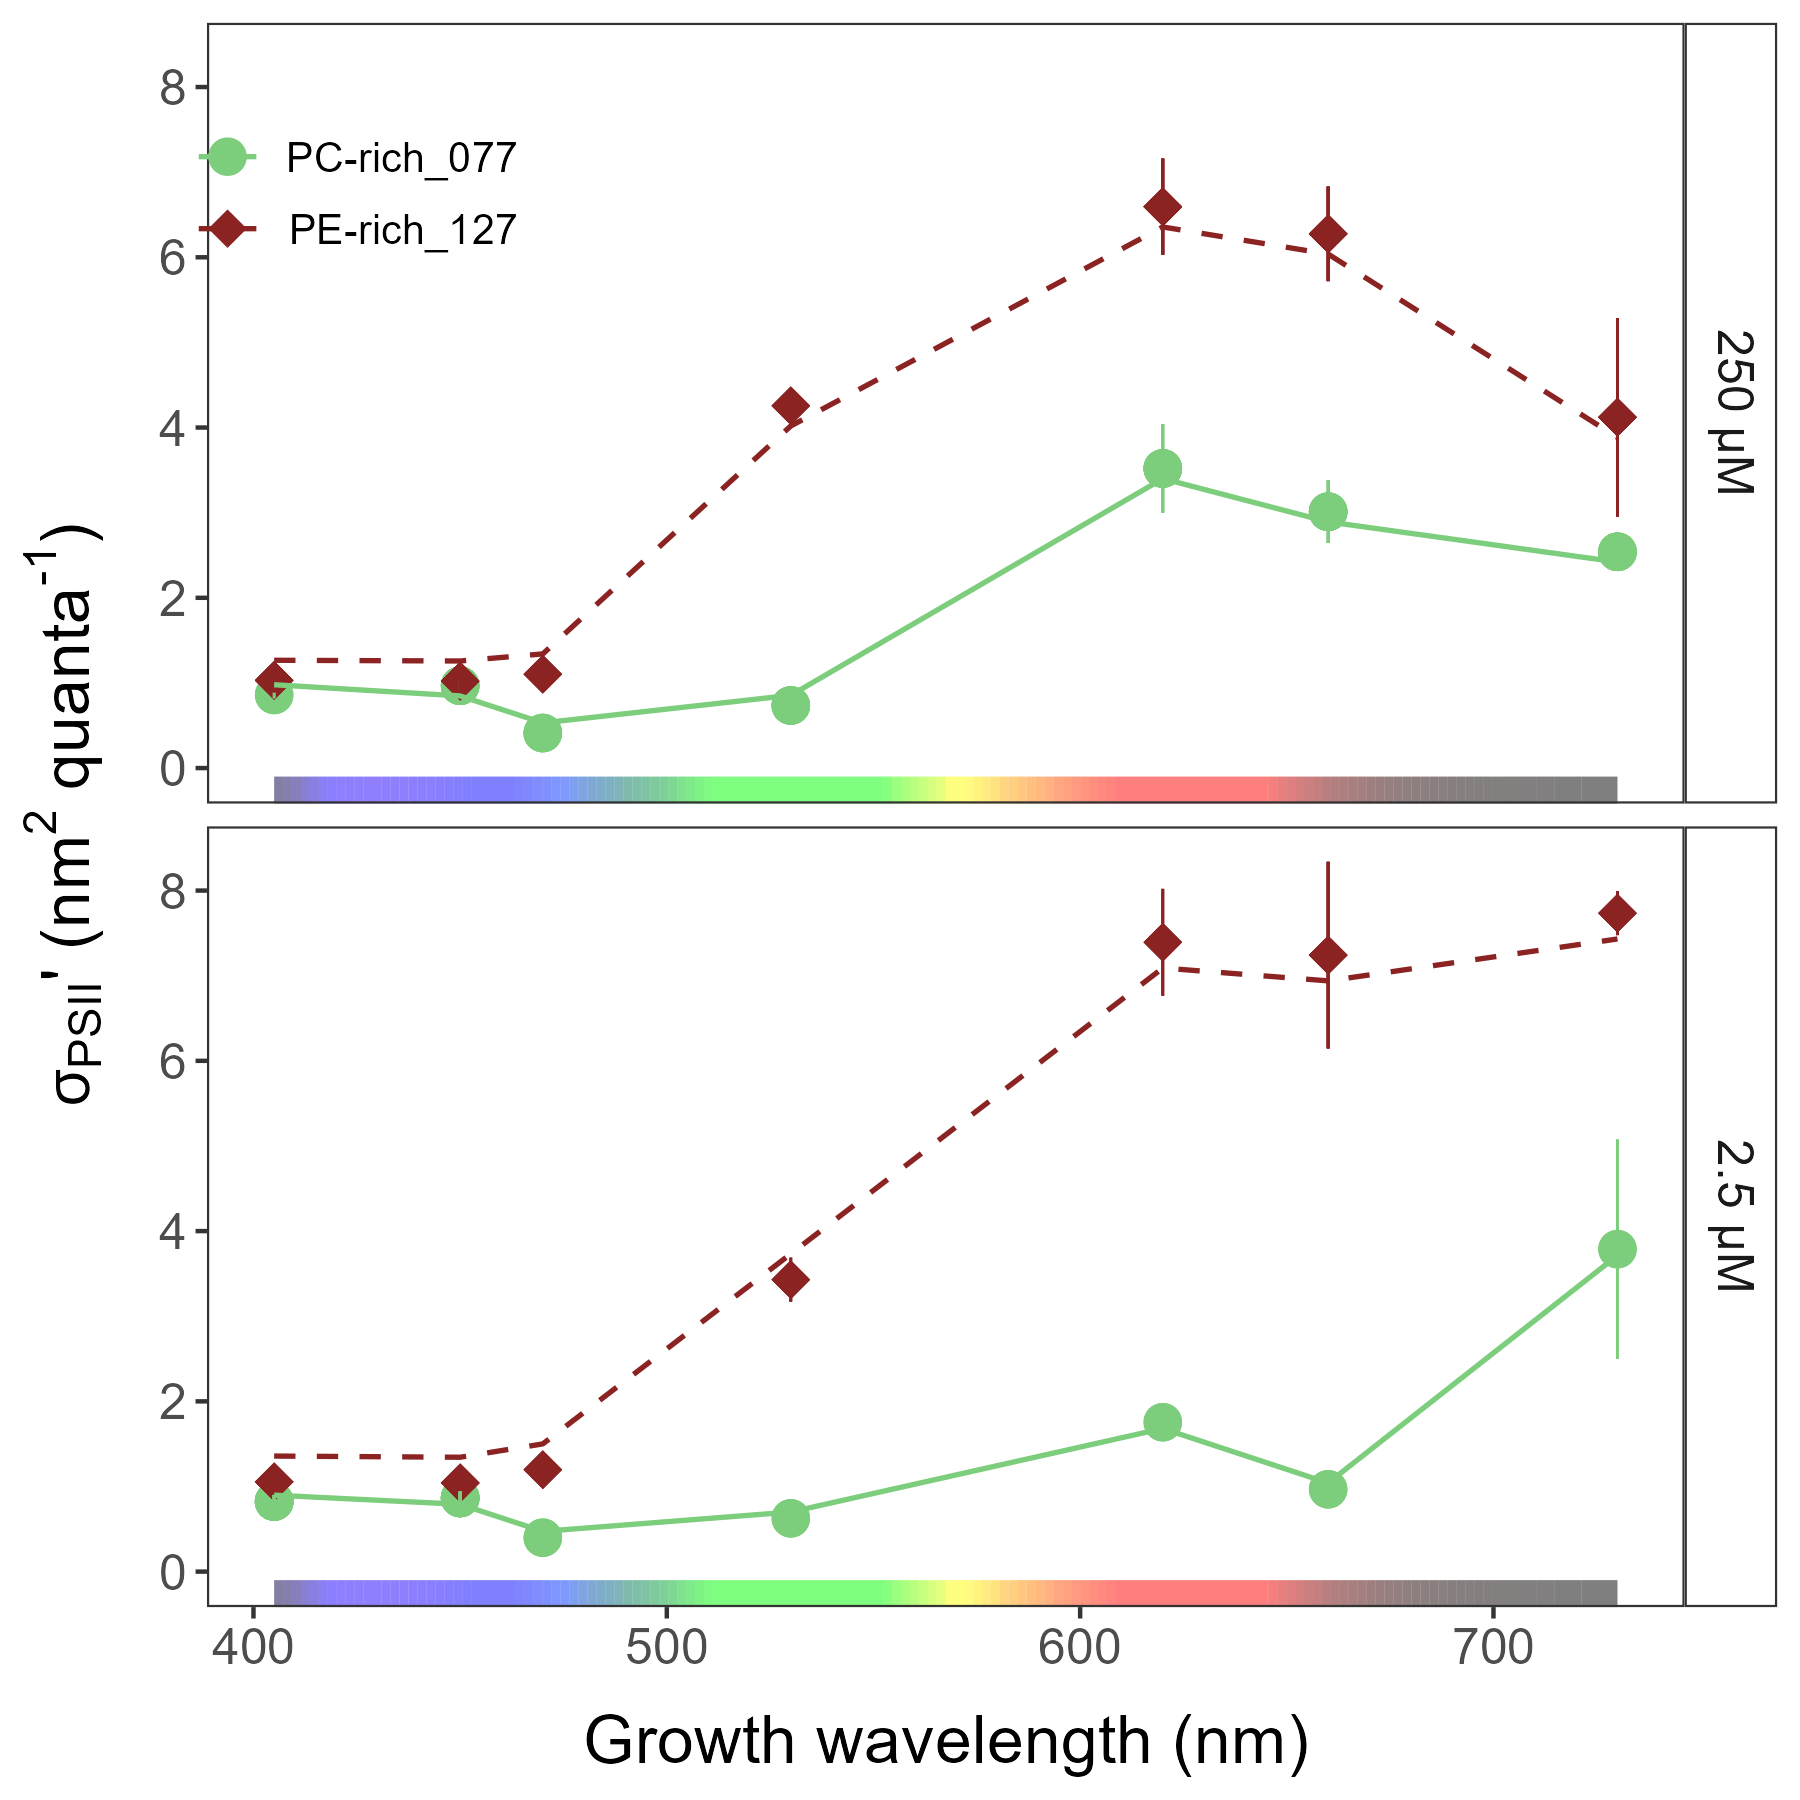 8
PC-rich_077
PE-rich_127
6
4
2
0
250 µM
8
6
4
2
0
2.5 µM
400 500 600 700
Growth wavelength (nm)
σPSII' (nm2 quanta-1)